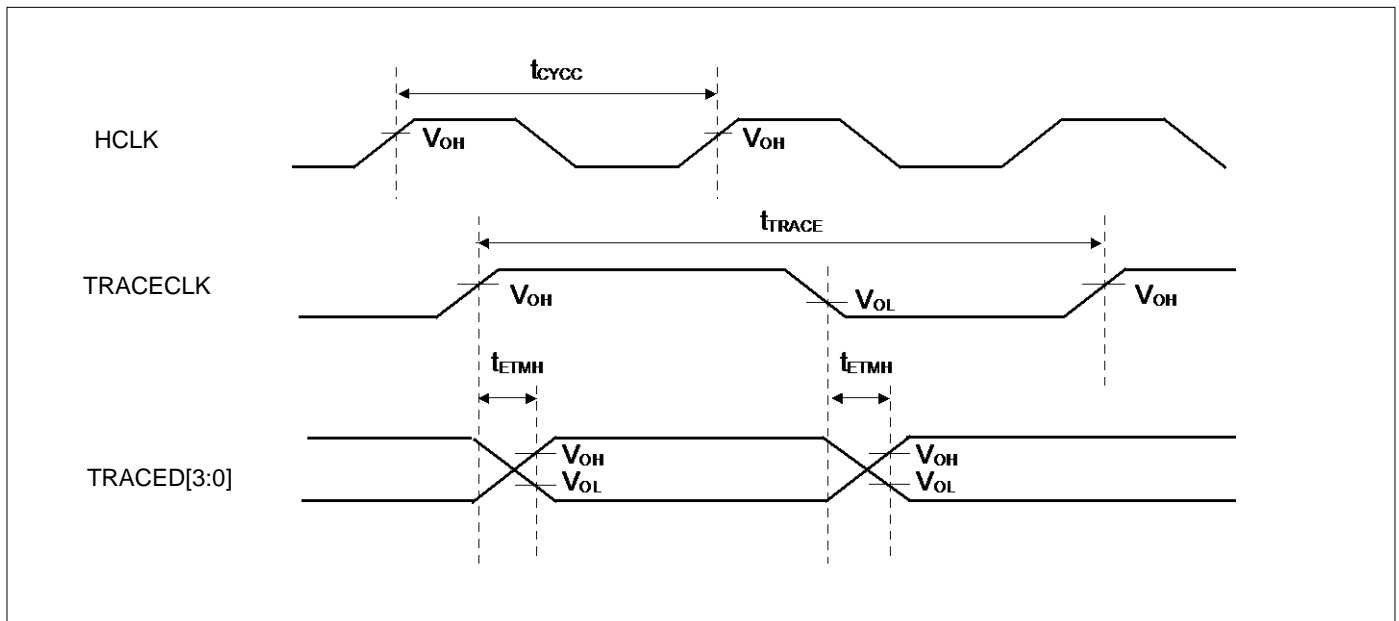 tCYCC
HCLK
VOH
VOH
tTRACE
TRACECLK
VOH
VOL
VOH
tETMH
tETMH
TRACED[3:0]
VOH
VOL
VOH
VOL